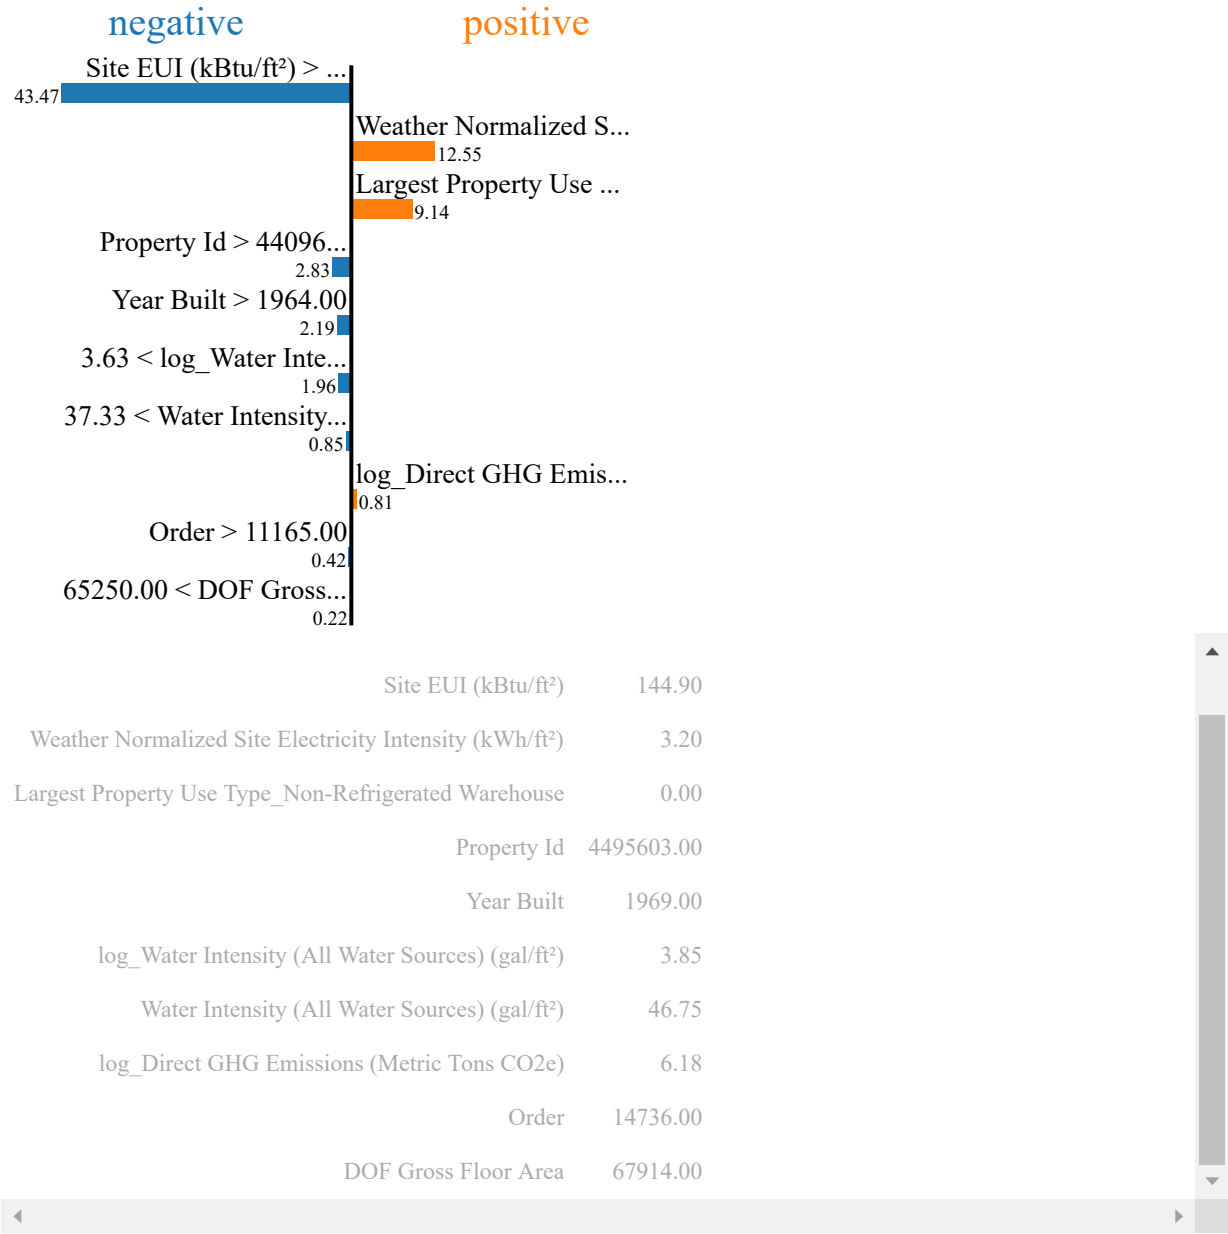 negative positive
Site EUI (kBtu/ft²) > ...
43.47
Weather Normalized S...
12.55
Largest Property Use ...
9.14
Property Id > 44096...
2.83
Year Built > 1964.00
2.19
3.63 < log_Water Inte...
1.96
37.33 < Water Intensity...
0.85
log_Direct GHG Emis...
0.81
Order > 11165.00
0.42
65250.00 < DOF Gross...
0.22
Site EUI (kBtu/ft²) 144.90
Weather Normalized Site Electricity Intensity (kWh/ft²) 3.20
Largest Property Use Type_Non-Refrigerated Warehouse 0.00
Property Id 4495603.00
Year Built 1969.00
log_Water Intensity (All Water Sources) (gal/ft²) 3.85
Water Intensity (All Water Sources) (gal/ft²) 46.75
log_Direct GHG Emissions (Metric Tons CO2e) 6.18
Order 14736.00
DOF Gross Floor Area 67914.00